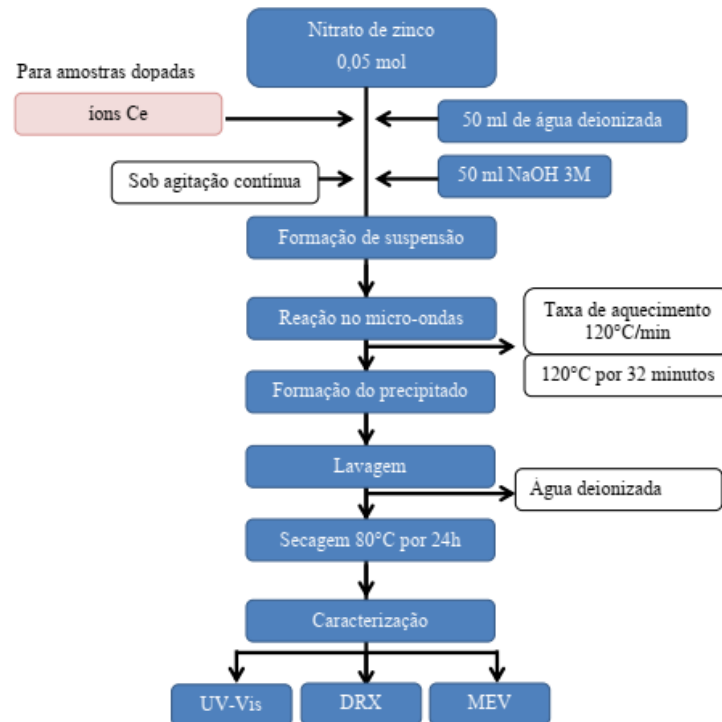 Nitrato de zinco
0,05 mol
Para amostras dopadas
íons Ce
50 ml de água deionizada
Sob agitação contínua
50 ml NaOH 3M
Formação de suspensão
Reação no micro-ondas
Taxa de aquecimento
120°C/min
120°C por 32 minutos
Formação do precipitado
Lavagem
Água deionizada
Secagem 80°C por 24h
Caracterização
UV-Vis
DRX
MEV